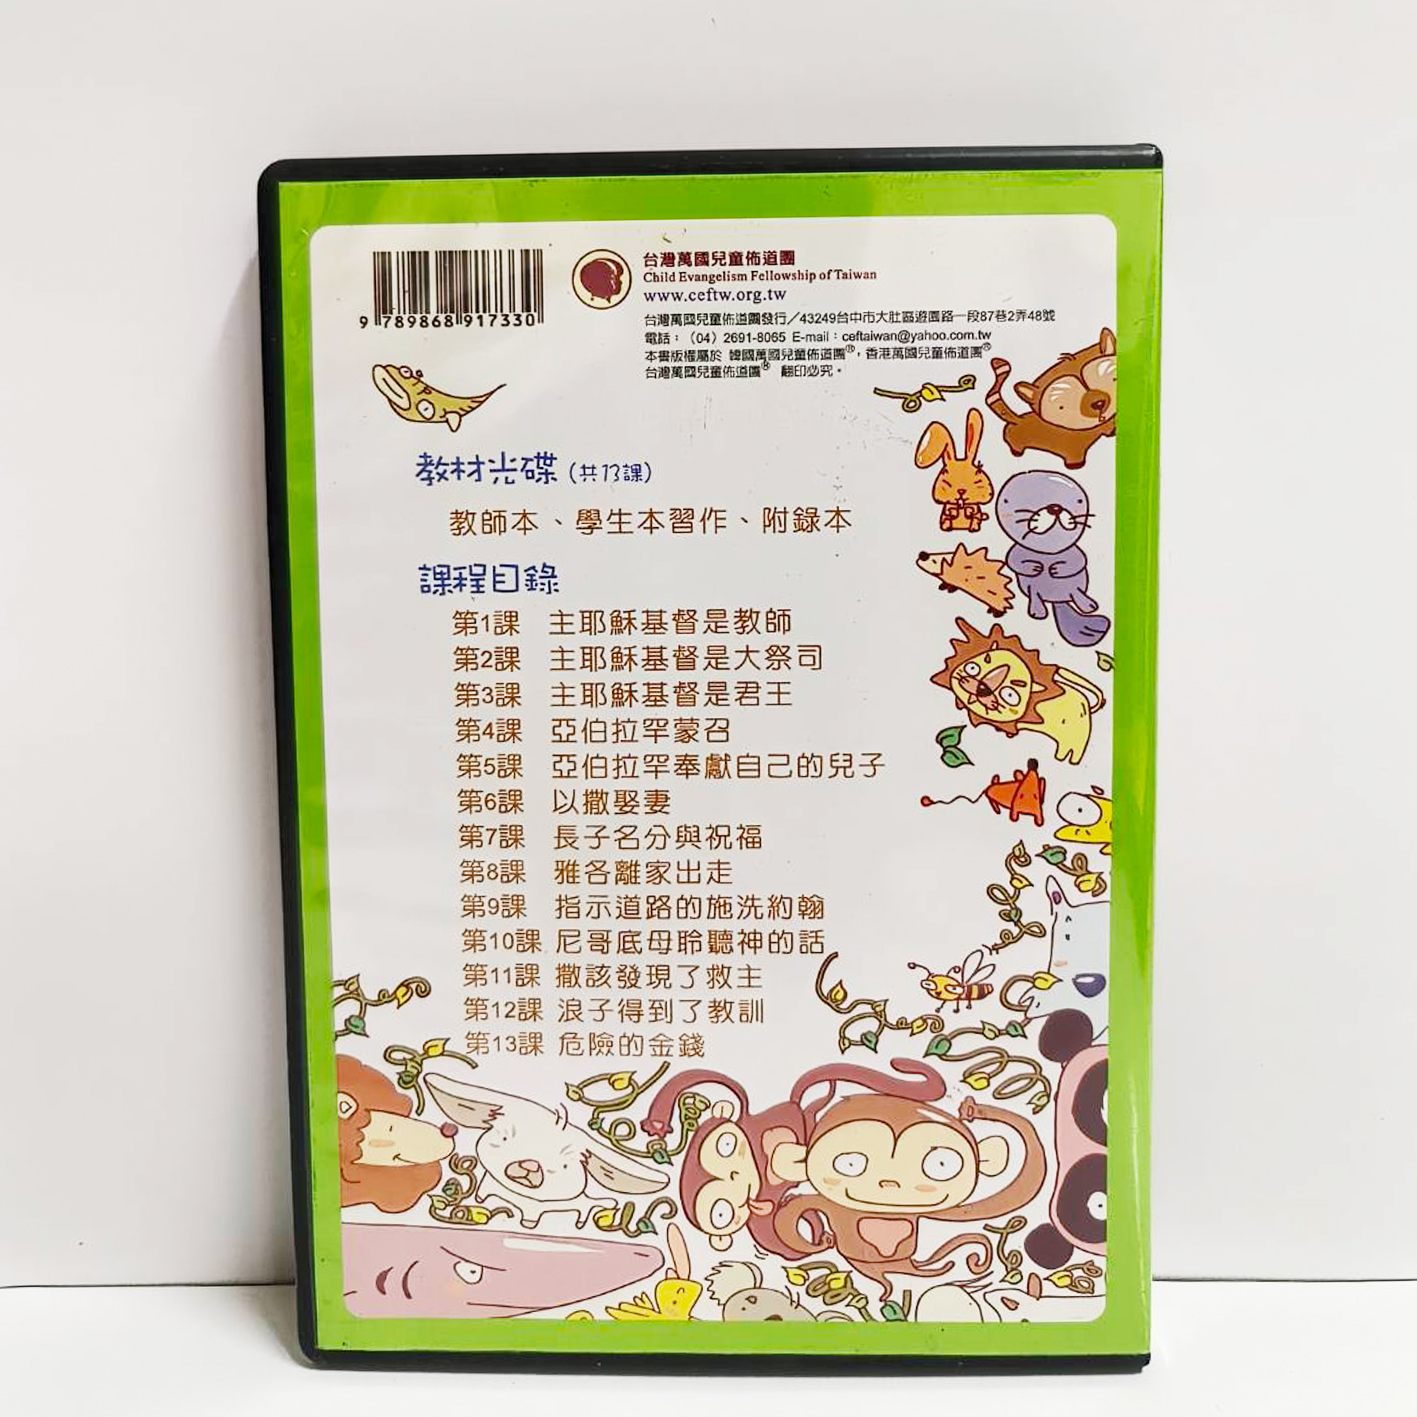 9 789868 917330
台灣萬國兒童佈道團
Child Evangelism Fellowship of Taiwan
www.ceftw.org.tw
台灣萬國兒童佈道團發行／43249台中市大肚區遊園路一段87巷2弄48號
電話：（04）2691-8065 E-mail：ceftaiwan@yahoo.com.tw
本書版權屬於 韓國萬國兒童佈道團®，香港萬國兒童佈道團®
台灣萬國兒童佈道團® 翻印必究。
教材光碟（共13課）
教師本、學生本習作、附錄本
課程目錄
第1課 主耶穌基督是教師
第2課 主耶穌基督是大祭司
第3課 主耶穌基督是君王
第4課 亞伯拉罕蒙召
第5課 亞伯拉罕奉獻自己的兒子
第6課 以撒娶妻
第7課 長子名分與祝福
第8課 雅各離家出走
第9課 指示道路的施洗約翰
第10課 尼哥底母聆聽神的話
第11課 撒該發現了救主
第12課 浪子得到了教訓
第13課 危險的金錢